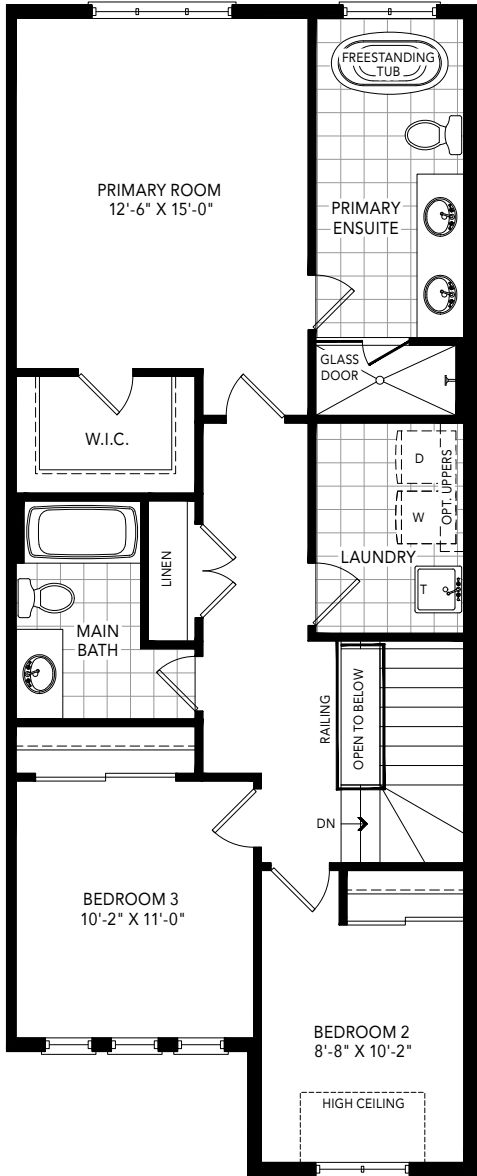 FREESTANDING
TUB
PRIMARY ROOM
12'-6" X 15'-0"
PRIMARY
ENSUITE
GLASS
DOOR
W.I.C.
D
W
OPT. UPPERS
LAUNDRY
T
LINEN
MAIN
BATH
RAILING
OPEN TO BELOW
DN
BEDROOM 3
10'-2" X 11'-0"
BEDROOM 2
8'-8" X 10'-2"
HIGH CEILING